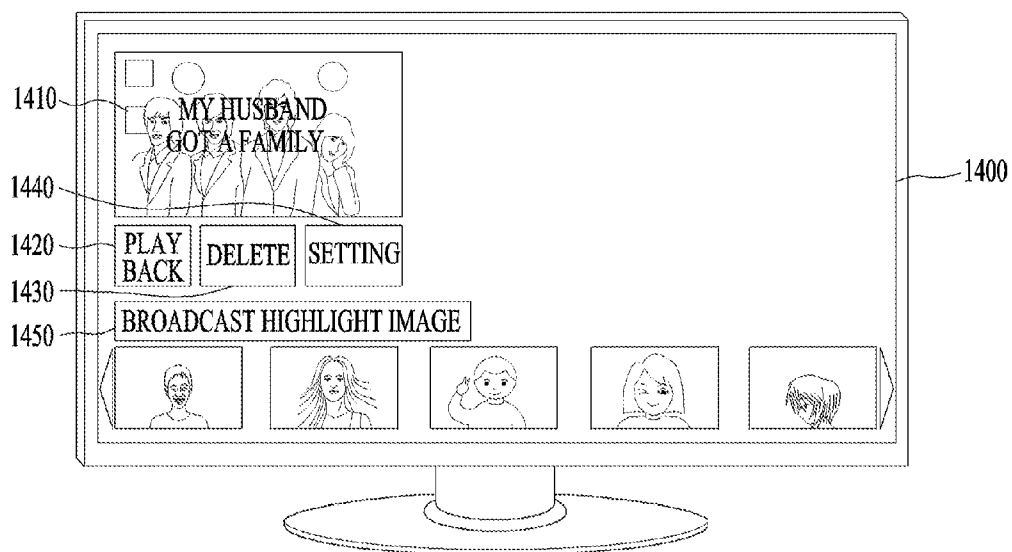 1410
MY HUSBAND
GOT A FAMILY
1440
1400
1420
PLAY
BACK
DELETE
SETTING
1430
1450
BROADCAST HIGHLIGHT IMAGE